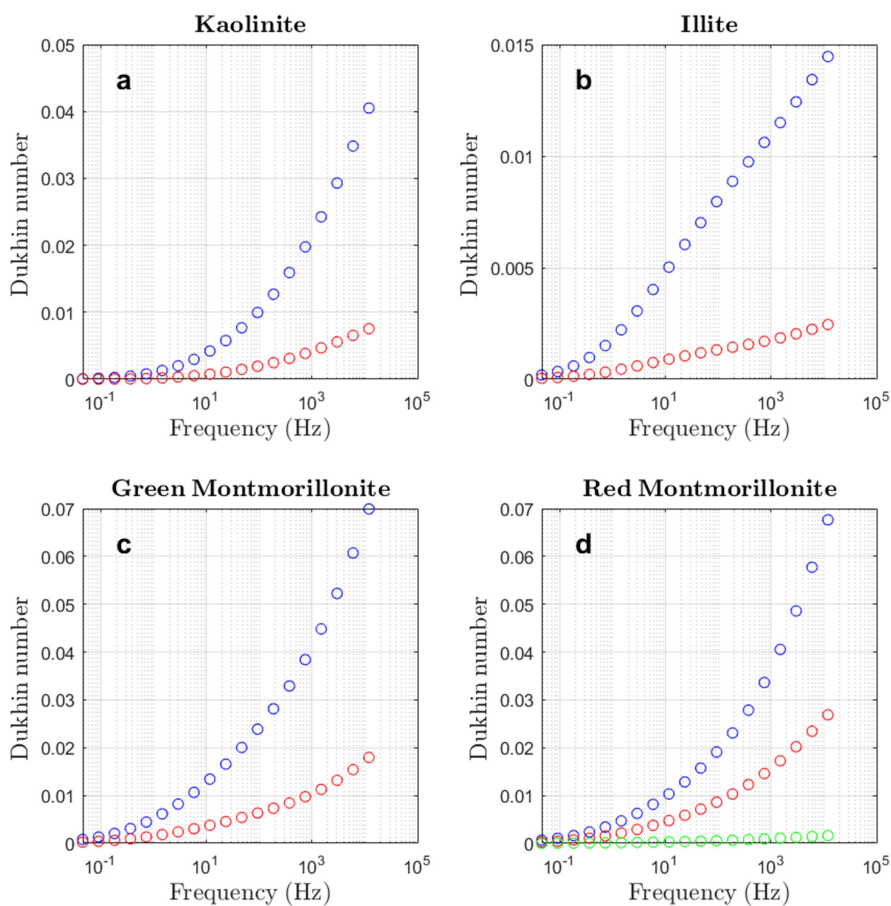 Kaolinite
a
0.05
0.04
0.03
0.02
0.01
0
Dukhin number
10^-1
10^1
10^3
10^5
Frequency (Hz)
Illite
b
0.015
0.01
0.005
0
Dukhin number
10^-1
10^1
10^3
10^5
Frequency (Hz)
Green Montmorillonite
c
0.07
0.06
0.05
0.04
0.03
0.02
0.01
0
Dukhin number
10^-1
10^1
10^3
10^5
Frequency (Hz)
Red Montmorillonite
d
0.07
0.06
0.05
0.04
0.03
0.02
0.01
0
Dukhin number
10^-1
10^1
10^3
10^5
Frequency (Hz)